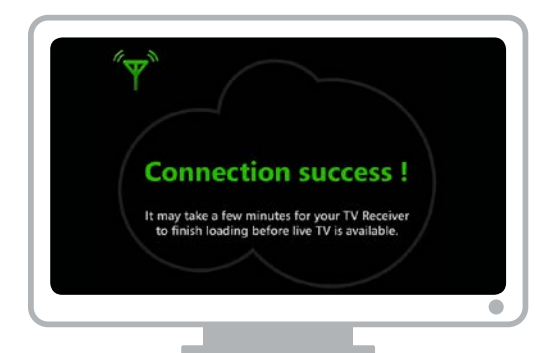 Connection success !
It may take a few minutes for your TV Receiver
to finish loading before live TV is available.